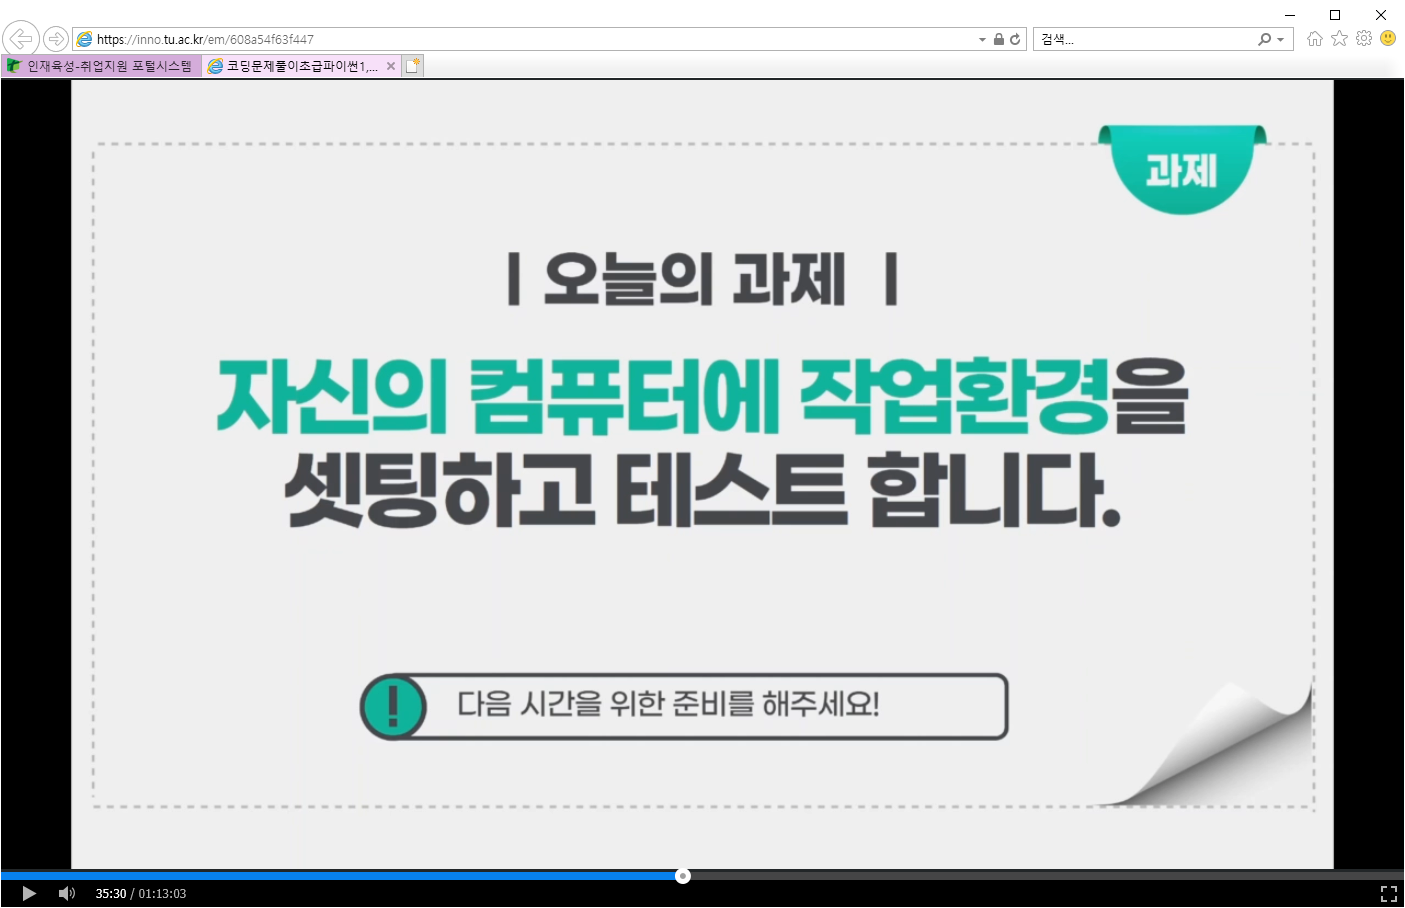 https://inno.tu.ac.kr/em/608a54f63f447
검색...
인재육성-취업지원 포털시스템
코딩문제풀이초급파이썬1,...
과제
| 오늘의 과제 |
자신의 컴퓨터에 작업환경을
셋팅하고 테스트 합니다.
! 다음 시간을 위한 준비를 해주세요!
35:30 / 01:13:03